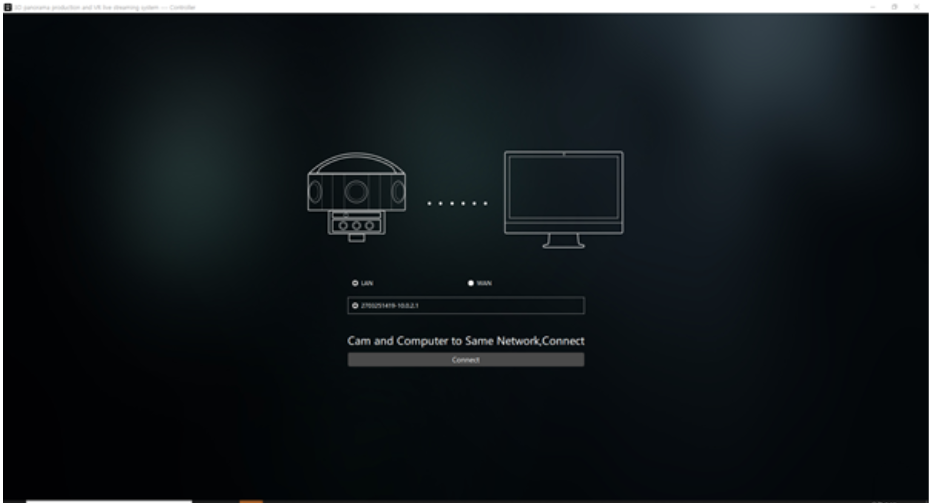 3D panorama production and VR live streaming system --- Controller
LAN
WAN
2703251419-10.0.2.1
Cam and Computer to Same Network,Connect
Connect